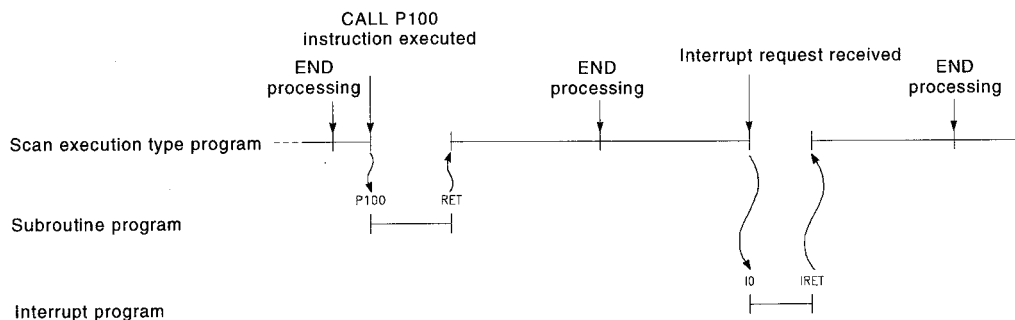 CALL P100
instruction executed
END
processing
END
processing
Interrupt request received
END
processing
Scan execution type program
P100
RET
Subroutine program
I0
IRET
Interrupt program